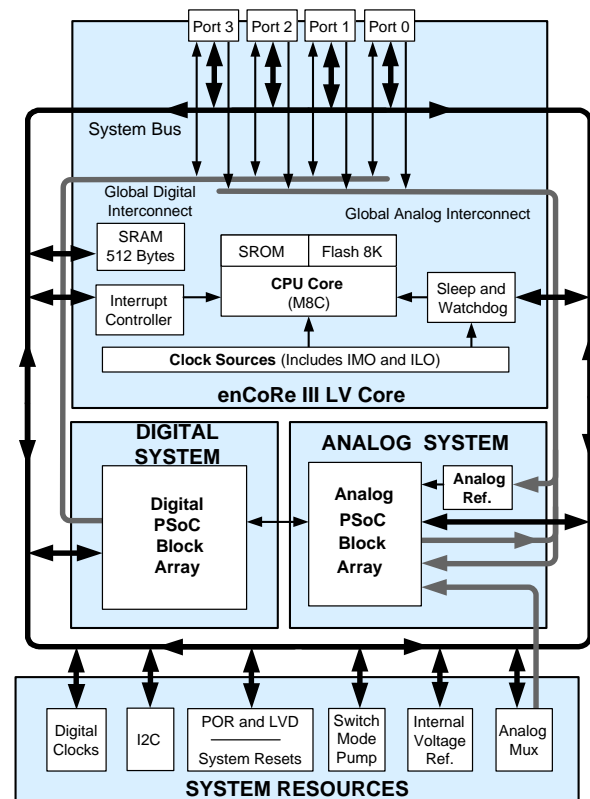 Port 3
Port 2
Port 1
Port 0
System Bus
Global Digital
Interconnect
Global Analog Interconnect
SRAM
512 Bytes
SROM
Flash 8K
CPU Core
(M8C)
Sleep and
Watchdog
Interrupt
Controller
Clock Sources (Includes IMO and ILO)
enCoRe III LV Core
DIGITAL
SYSTEM
ANALOG SYSTEM
Digital
PSoC
Block
Array
Analog
PSoC
Block
Array
Analog
Ref.
Digital
Clocks
I2C
POR and LVD
System Resets
Switch
Mode
Pump
Internal
Voltage
Ref.
Analog
Mux
SYSTEM RESOURCES